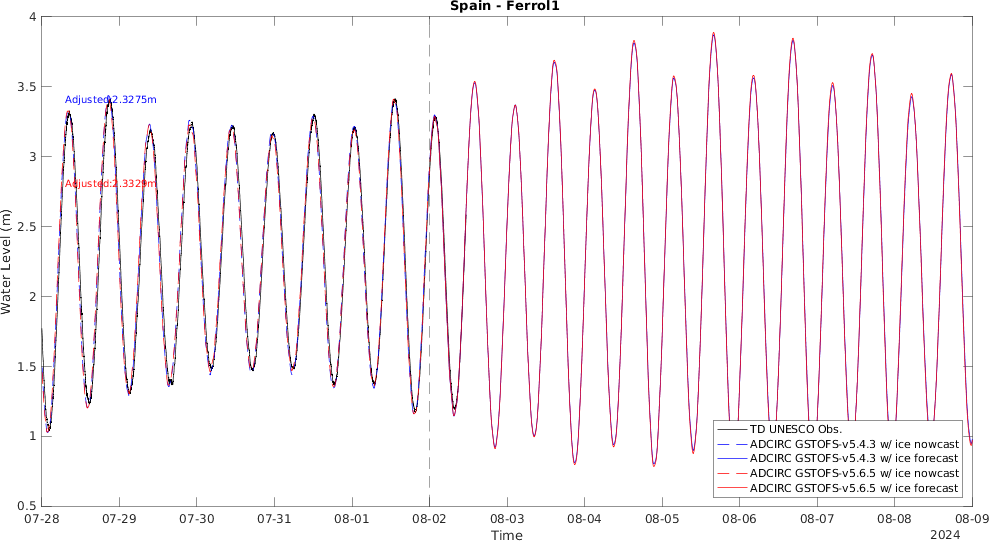 Spain - Ferrol1
4
3.5
3
2.5
2
1.5
1
0.5
Water Level (m)
Adjusted:2.3275m
Adjusted:2.3329m
TD UNESCO Obs.
ADCIRC GSTOFS-v5.4.3 w/ ice nowcast
ADCIRC GSTOFS-v5.4.3 w/ ice forecast
ADCIRC GSTOFS-v5.6.5 w/ ice nowcast
ADCIRC GSTOFS-v5.6.5 w/ ice forecast
07-28 07-29 07-30 07-31 08-01 08-02 08-03 08-04 08-05 08-06 08-07 08-08 08-09
Time
2024